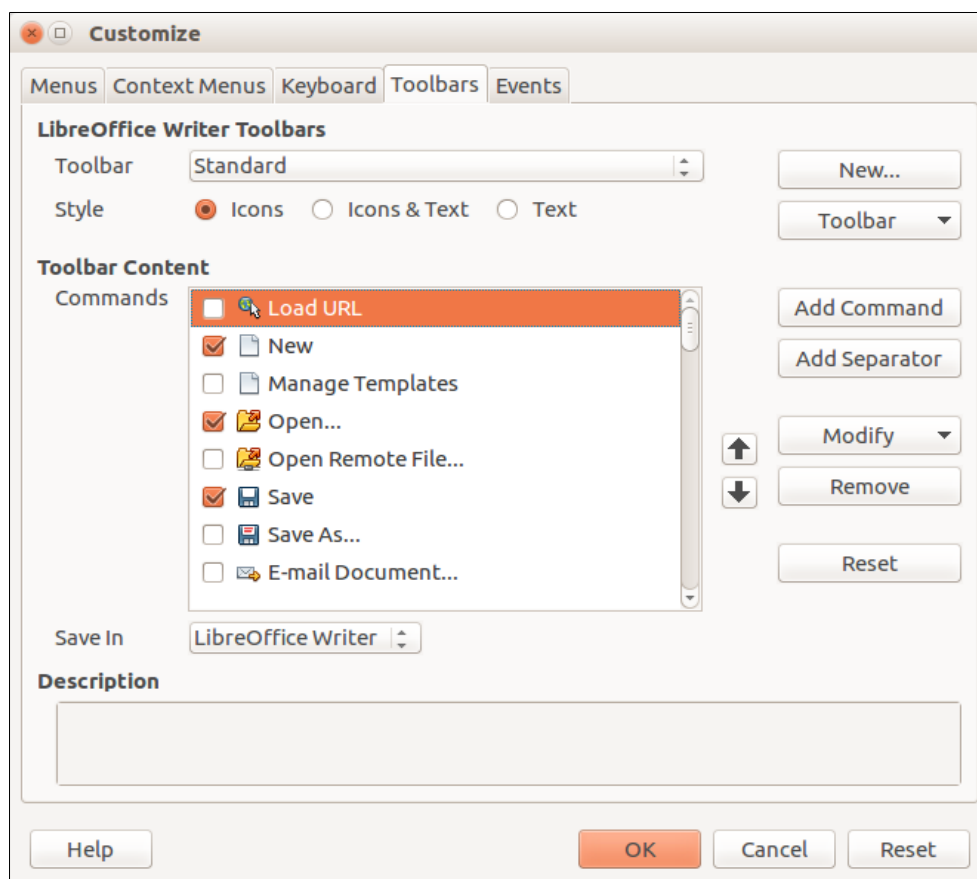 Customize
Menus Context Menus Keyboard Toolbars Events
LibreOffice Writer Toolbars
Toolbar Standard New...
Style Icons Icons & Text Text Toolbar
Toolbar Content
Commands Load URL Add Command
New
Manage Templates Add Separator
Open...
Open Remote File... Modify
Save Remove
Save As...
E-mail Document... Reset
Save In LibreOffice Writer
Description
Help OK Cancel Reset